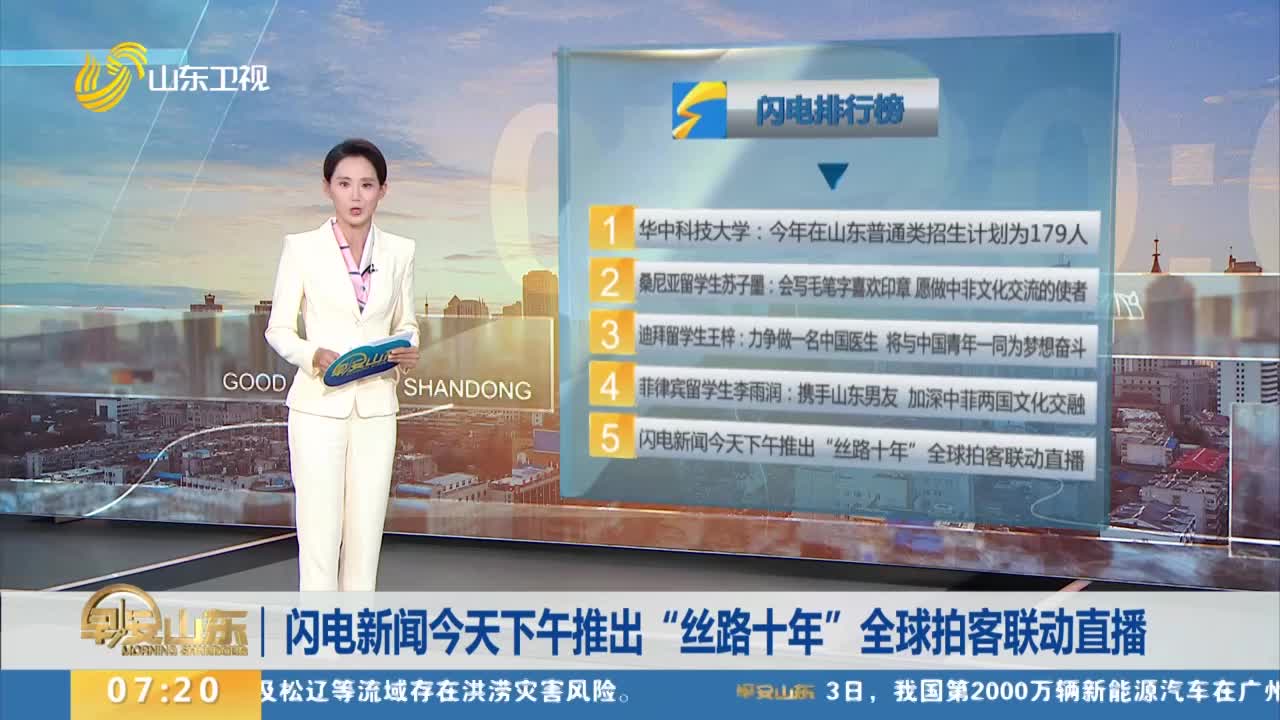 山东卫视
闪电排行榜
1 华中科技大学：今年在山东普通类招生计划为179人
2 桑尼亚留学生苏子墨：会写毛笔字喜欢印章 愿做中非文化交流的使者
3 迪拜留学生王梓：力争做一名中国医生 将与中国青年一同为梦想奋斗
4 菲律宾留学生李雨润：携手山东男友 加深中菲两国文化交融
5 闪电新闻今天下午推出“丝路十年”全球拍客联动直播
早安山东
GOOD SHANDONG
早安山东
MORNING SHANDONG
闪电新闻今天下午推出“丝路十年”全球拍客联动直播
07:20
及松辽等流域存在洪涝灾害风险。 早安山东 3日，我国第2000万辆新能源汽车在广州